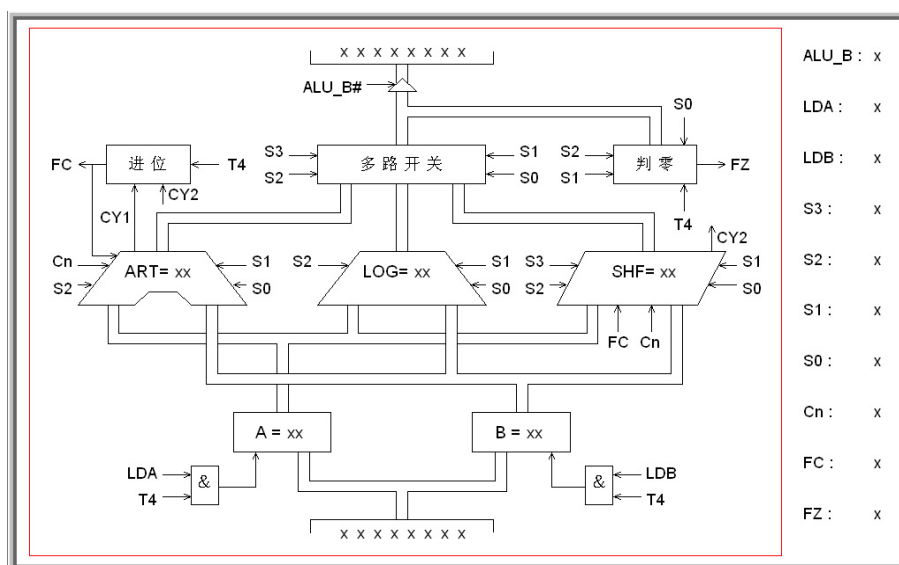 x x x x x x x x
ALU_B#
S0
FC
进位
T4
S3
S2
多路开关
S1
S0
S2
S1
判零
FZ
CY1
CY2
T4
CY2
Cn
S2
ART= xx
S1
S0
S2
LOG= xx
S1
S0
S3
S2
SHF= xx
S1
S0
FC
Cn
A = xx
B = xx
LDA
T4
&
&
LDB
T4
x x x x x x x x
ALU_B : x
LDA : x
LDB : x
S3 : x
S2 : x
S1 : x
S0 : x
Cn : x
FC : x
FZ : x